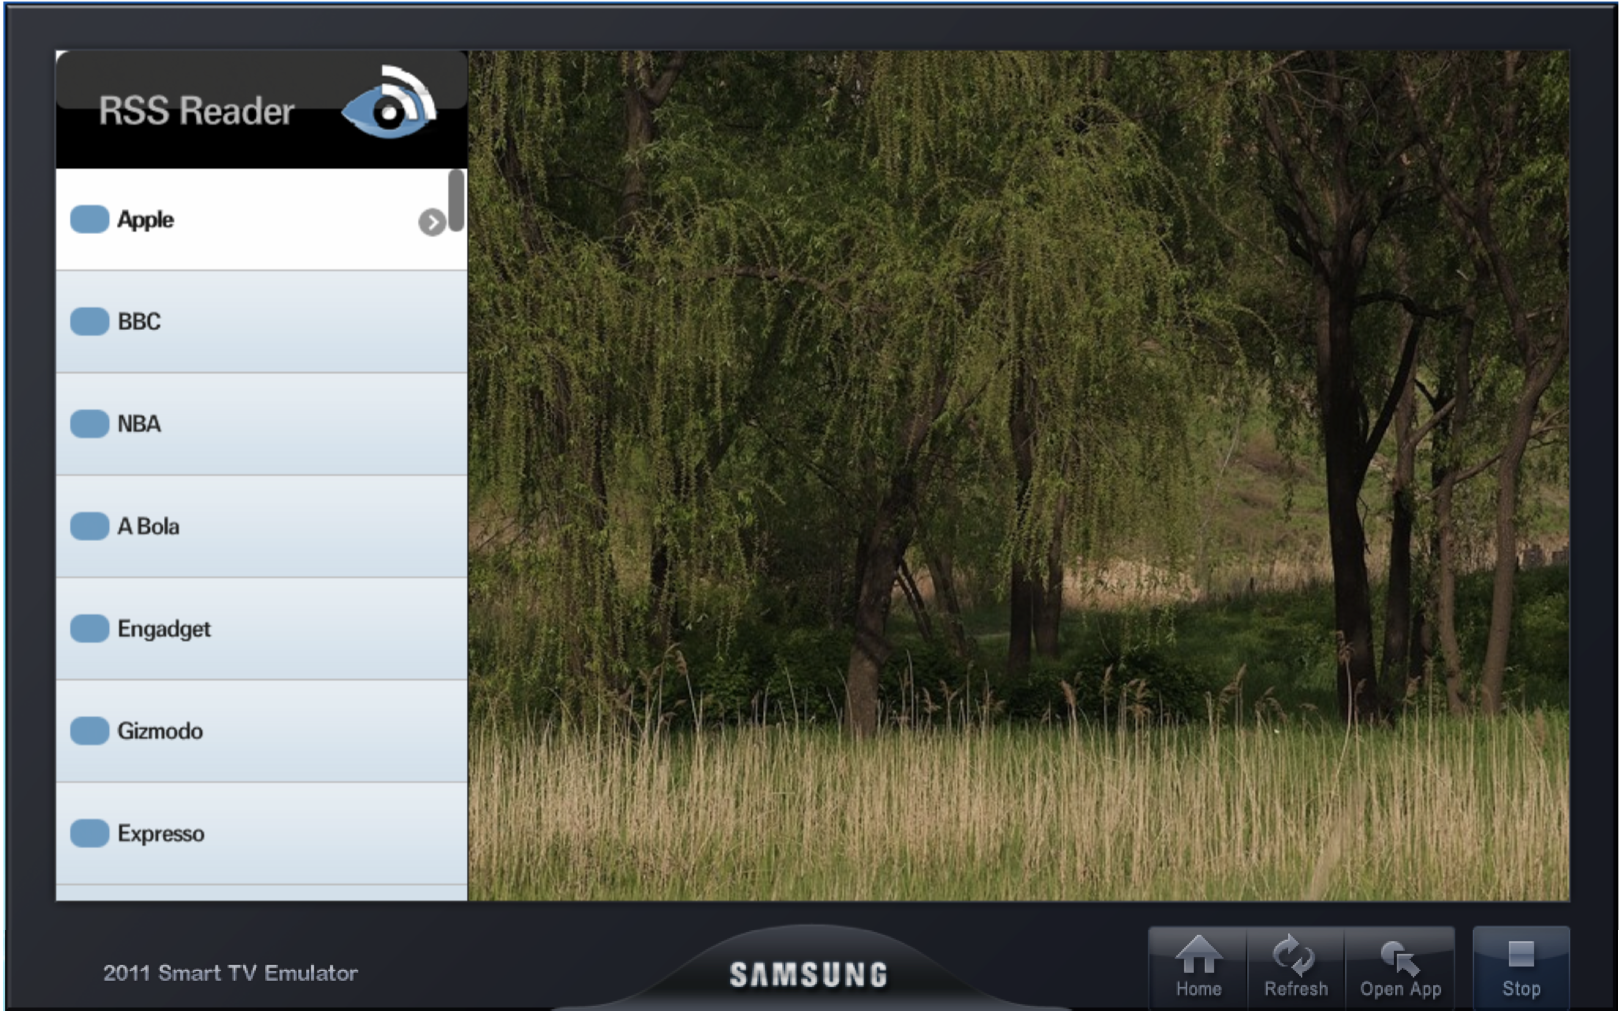 RSS Reader
Apple
BBC
NBA
A Bola
Engadget
Gizmodo
Expresso
2011 Smart TV Emulator
SAMSUNG
Home
Refresh
Open App
Stop